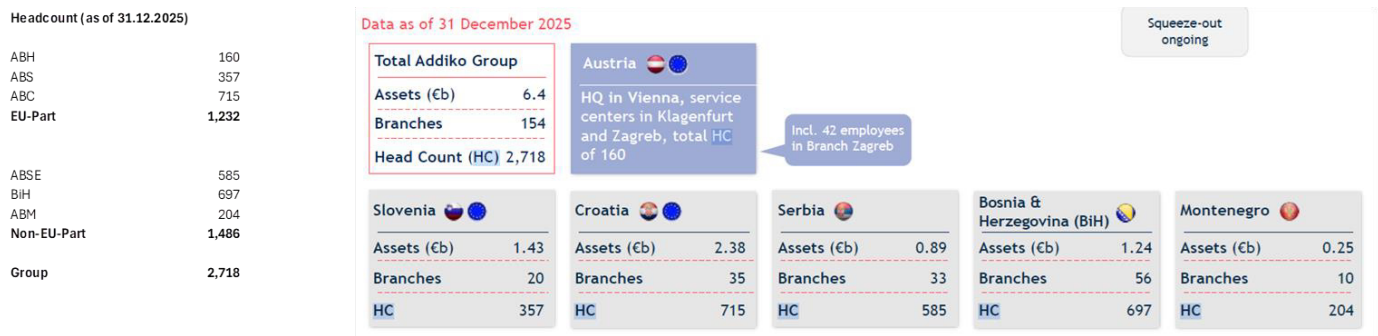 Headcount (as of 31.12.2025)
ABH 160
ABS 357
ABC 715
EU-Part 1,232
ABSE 585
BiH 697
ABM 204
Non-EU-Part 1,486
Group 2,718
Data as of 31 December 2025
Squeeze-out
ongoing
Total Addiko Group
Assets (€b) 6.4
Branches 154
Head Count (HC) 2,718
Austria
HQ in Vienna, service
centers in Klagenfurt
and Zagreb, total HC
of 160
Incl. 42 employees
in Branch Zagreb
Slovenia
Assets (€b) 1.43
Branches 20
HC 357
Croatia
Assets (€b) 2.38
Branches 35
HC 715
Serbia
Assets (€b) 0.89
Branches 33
HC 585
Bosnia &
Herzegovina (BiH)
Assets (€b) 1.24
Branches 56
HC 697
Montenegro
Assets (€b) 0.25
Branches 10
HC 204